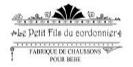 Le Petit Fils du cordonnier
FABRIQUE DE CHAUSSONS
POUR BEBE